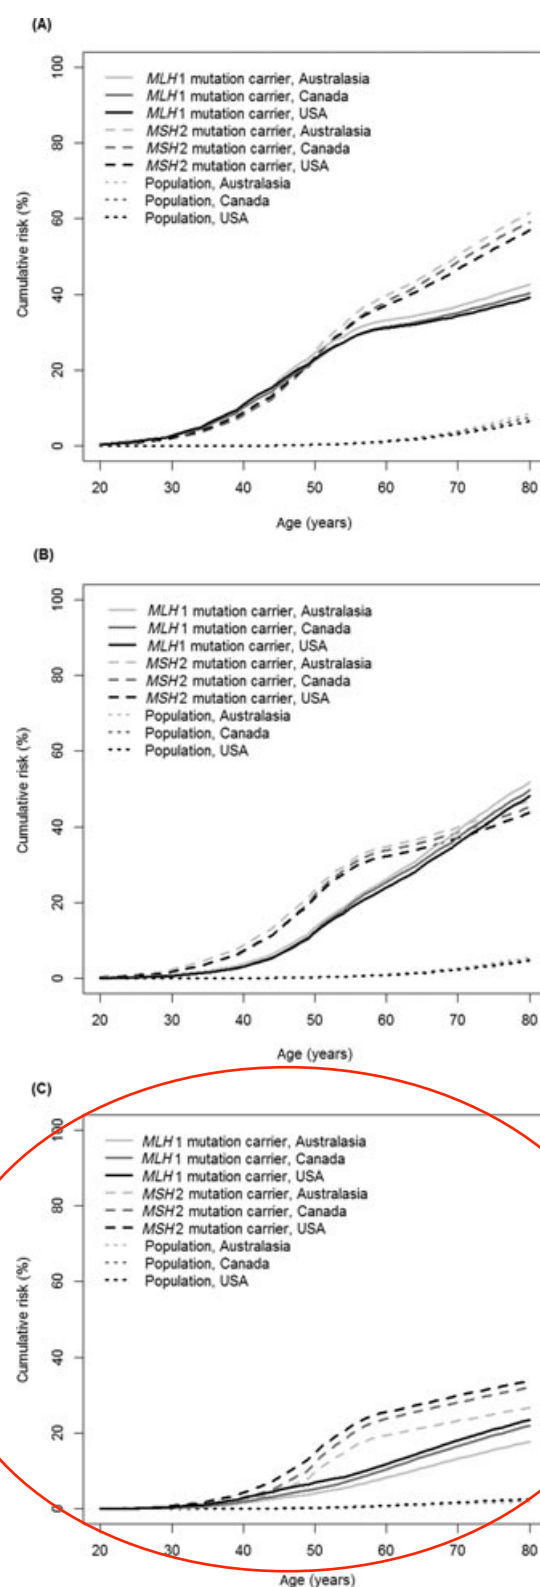 (A)
Cumulative risk (%)
100
80
60
40
20
0
MLH1 mutation carrier, Australasia
MLH1 mutation carrier, Canada
MLH1 mutation carrier, USA
MSH2 mutation carrier, Australasia
MSH2 mutation carrier, Canada
MSH2 mutation carrier, USA
Population, Australasia
Population, Canada
Population, USA
20 30 40 50 60 70 80
Age (years)
(B)
Cumulative risk (%)
100
80
60
40
20
0
MLH1 mutation carrier, Australasia
MLH1 mutation carrier, Canada
MLH1 mutation carrier, USA
MSH2 mutation carrier, Australasia
MSH2 mutation carrier, Canada
MSH2 mutation carrier, USA
Population, Australasia
Population, Canada
Population, USA
20 30 40 50 60 70 80
Age (years)
(C)
Cumulative risk (%)
100
80
60
40
20
0
MLH1 mutation carrier, Australasia
MLH1 mutation carrier, Canada
MLH1 mutation carrier, USA
MSH2 mutation carrier, Australasia
MSH2 mutation carrier, Canada
MSH2 mutation carrier, USA
Population, Australasia
Population, Canada
Population, USA
20 30 40 50 60 70 80
Age (years)